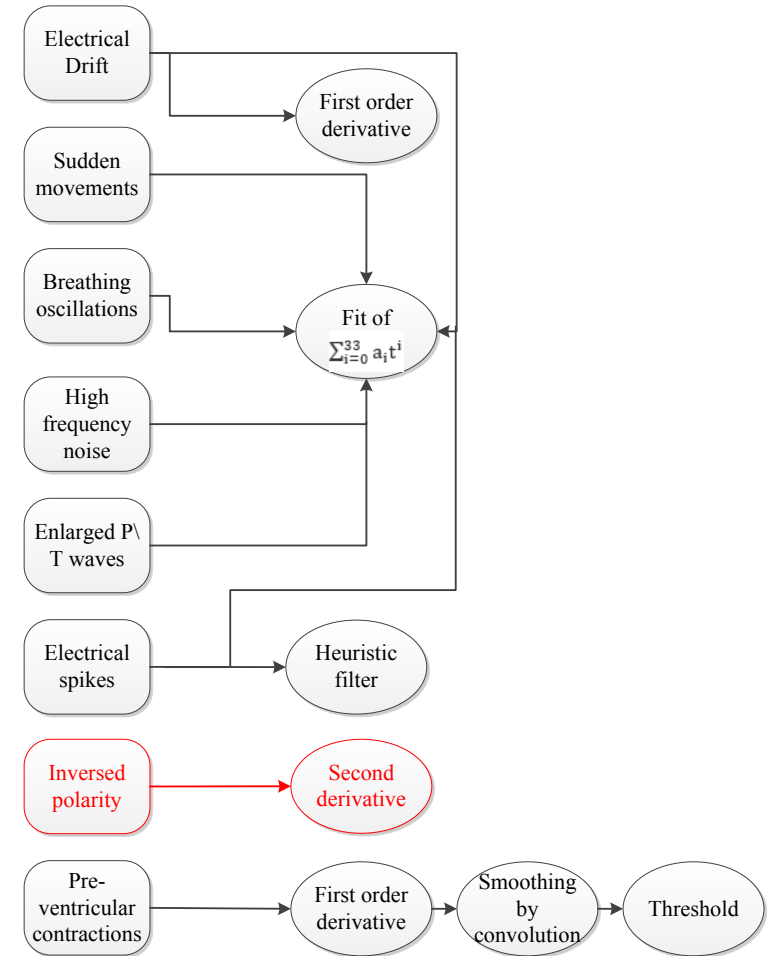 Electrical
Drift
First order
derivative
Sudden
movements
Breathing
oscillations
Fit of
∑³³ᵢ₌₀ aᵢtⁱ
High
frequency
noise
Enlarged P\
T waves
Electrical
spikes
Heuristic
filter
Inversed
polarity
Second
derivative
Pre-
ventricular
contractions
First order
derivative
Smoothing
by
convolution
Threshold